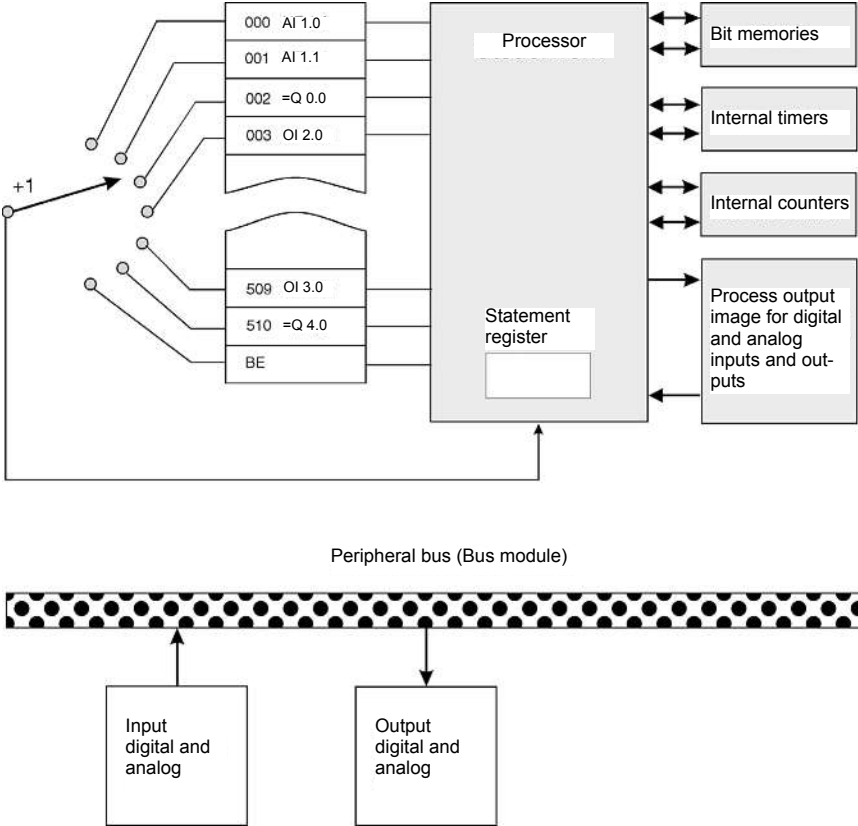 000 AI 1.0
001 AI 1.1
002 =Q 0.0
003 OI 2.0
+1
509 OI 3.0
510 =Q 4.0
BE
Processor
Statement
register
Bit memories
Internal timers
Internal counters
Process output
image for digital
and analog
inputs and out-
puts
Peripheral bus (Bus module)
Input
digital and
analog
Output
digital and
analog